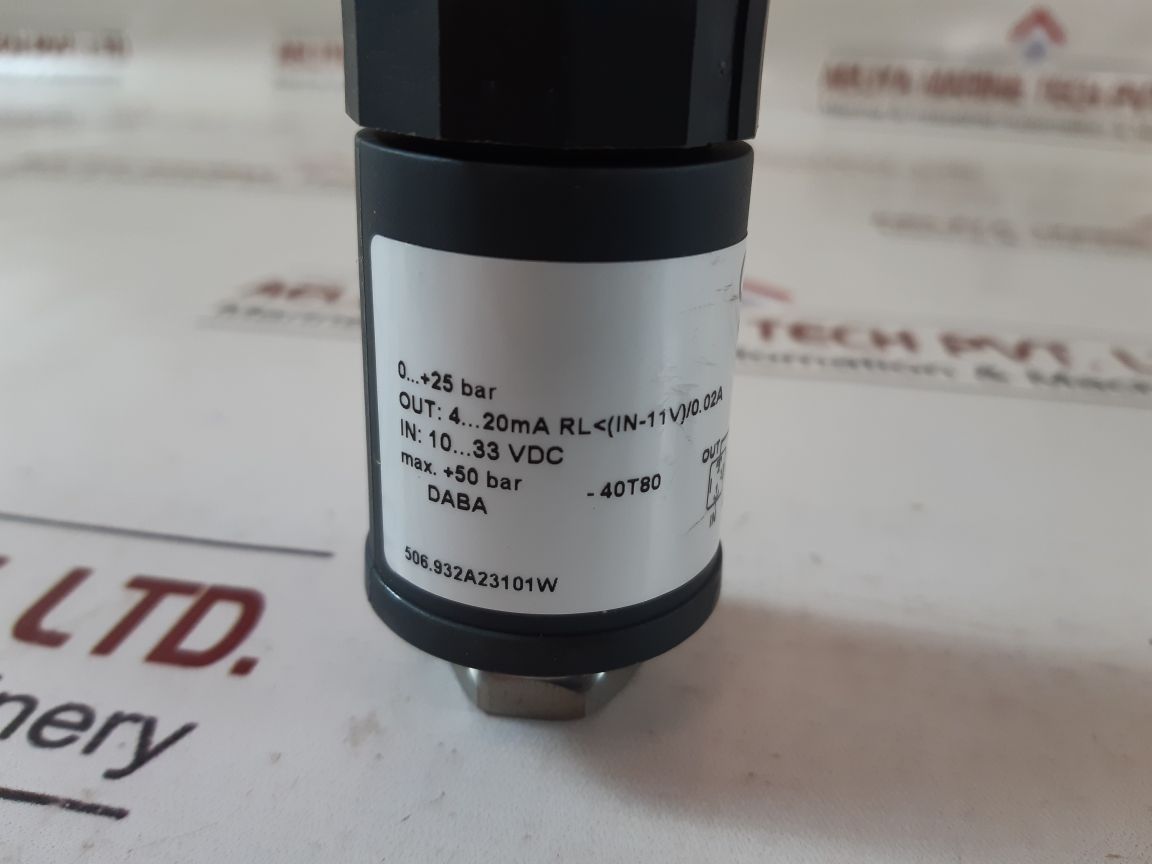 0...+25 bar
OUT: 4...20mA RL<(IN-11V)/0.02A
IN: 10...33 VDC
max. +50 bar
- 40T80
DABA
OUT
IN
506.932A23101W
TECH PVT. L
LTD.
nery